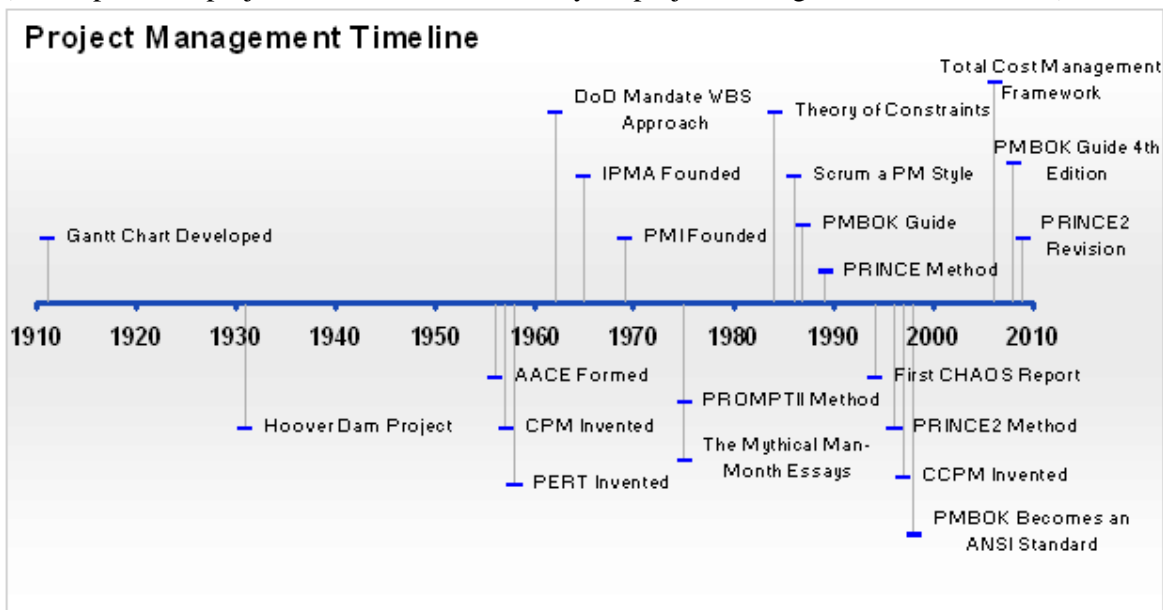 Project Management Timeline
Total Cost Management
Framework
DoD Mandate WBS
Approach
Theory of Constraints
PMBOK Guide 4th
Edition
IPMA Founded
Scrum a PM Style
Gantt Chart Developed
PMI Founded
PMBOK Guide
PRINCE2
Revision
PRINCE Method
1910 1920 1930 1940 1950 1960 1970 1980 1990 2000 2010
AACE Formed
First CHAOS Report
PROMPTII Method
Hoover Dam Project
CPM Invented
PRINCE2 Method
The Mythical Man-
Month Essays
PERT Invented
CCPM Invented
PMBOK Becomes an
ANSI Standard